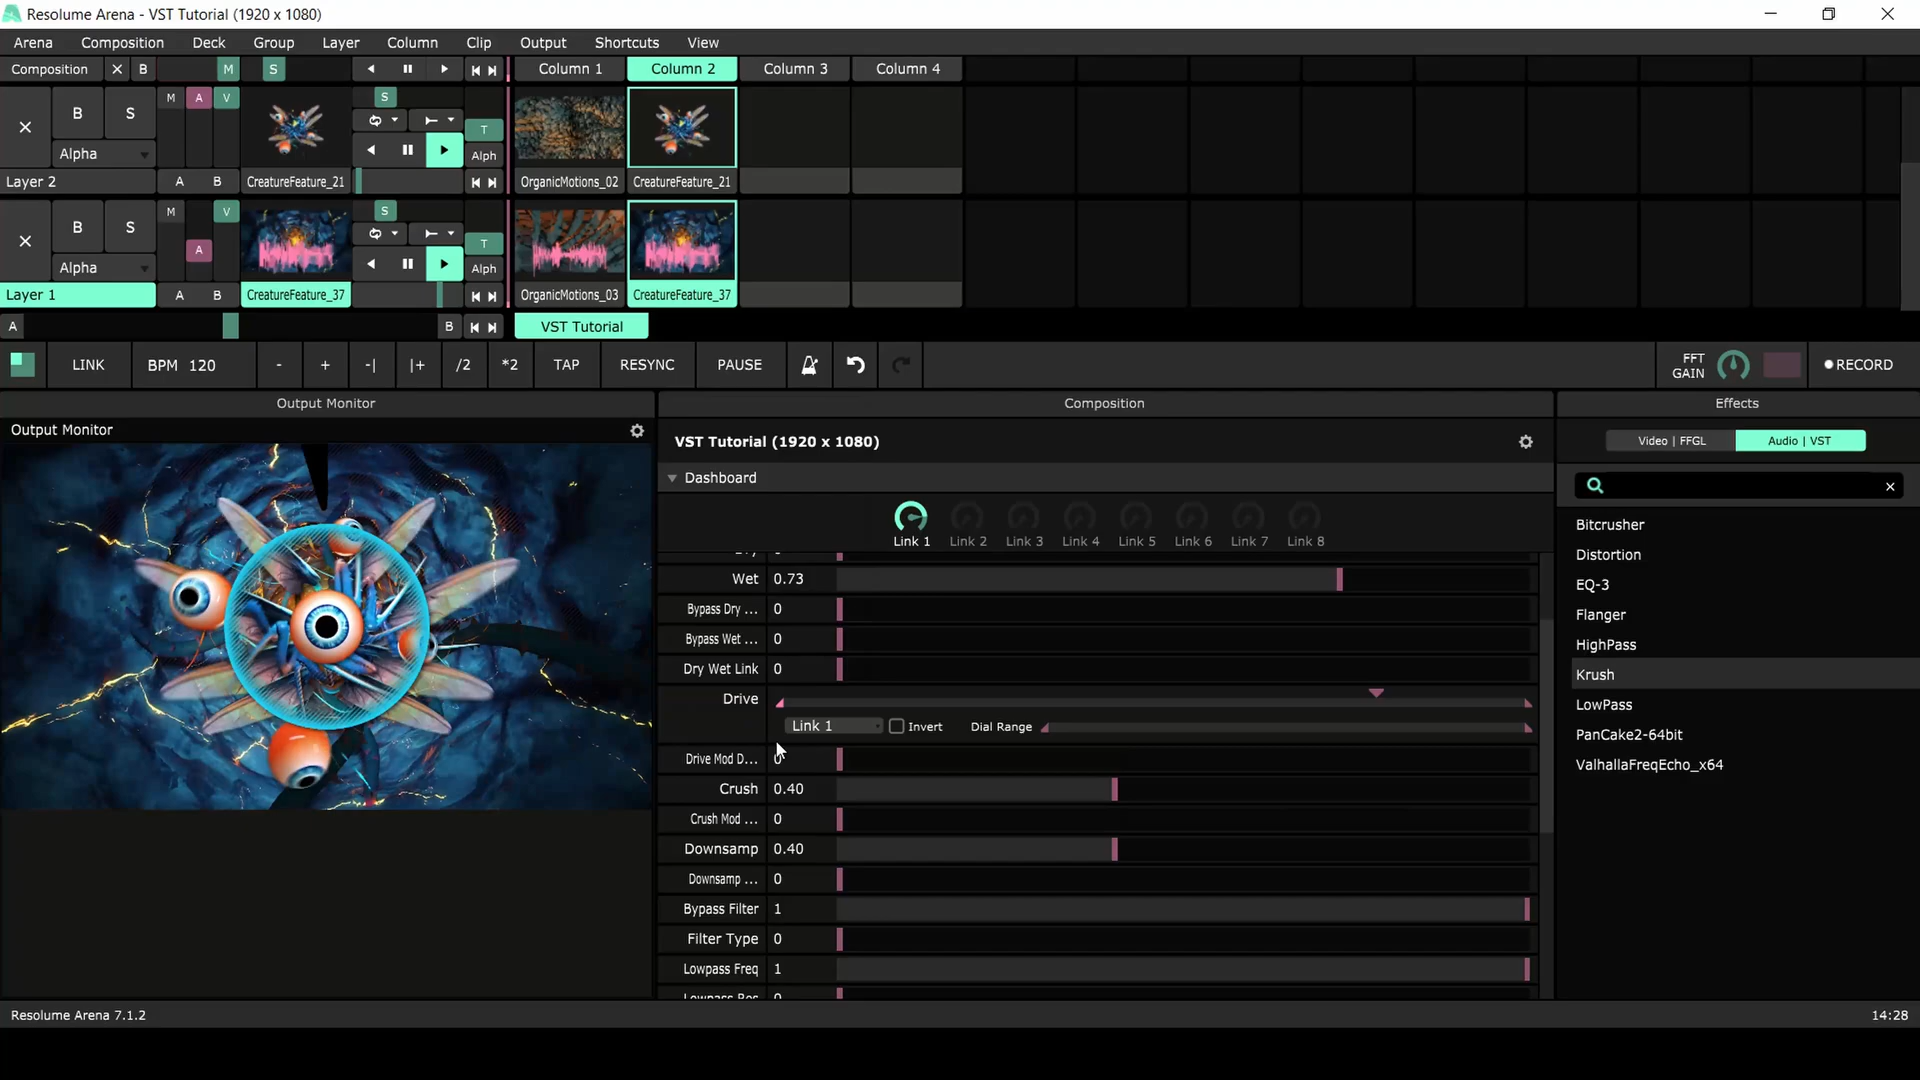 Resolume Arena - VST Tutorial (1920 x 1080)
Arena Composition Deck Group Layer Column Clip Output Shortcuts View
Composition B M S Column 1 Column 2 Column 3 Column 4
B S M A V S
T
Alpha Alph
Layer 2 A B CreatureFeature_21 OrganicMotions_02 CreatureFeature_21
B S M V S
A T
Alpha Alph
Layer 1 A B CreatureFeature_37 OrganicMotions_03 CreatureFeature_37
A B VST Tutorial
LINK BPM 120 - + -| |+ /2 *2 TAP RESYNC PAUSE FFT GAIN RECORD
Output Monitor Composition Effects
Output Monitor
VST Tutorial (1920 x 1080)
Video | FFGL Audio | VST
Dashboard
Link 1 Link 2 Link 3 Link 4 Link 5 Link 6 Link 7 Link 8
Wet 0.73
Bypass Dry ... 0
Bypass Wet ... 0
Dry Wet Link 0
Drive
Link 1 Invert Dial Range
Drive Mod D... 0
Crush 0.40
Crush Mod ... 0
Downsamp 0.40
Downsamp ... 0
Bypass Filter 1
Filter Type 0
Lowpass Freq 1
Lowpass Res 0
Bitcrusher
Distortion
EQ-3
Flanger
HighPass
Krush
LowPass
PanCake2-64bit
ValhallaFreqEcho_x64
Resolume Arena 7.1.2 14:28